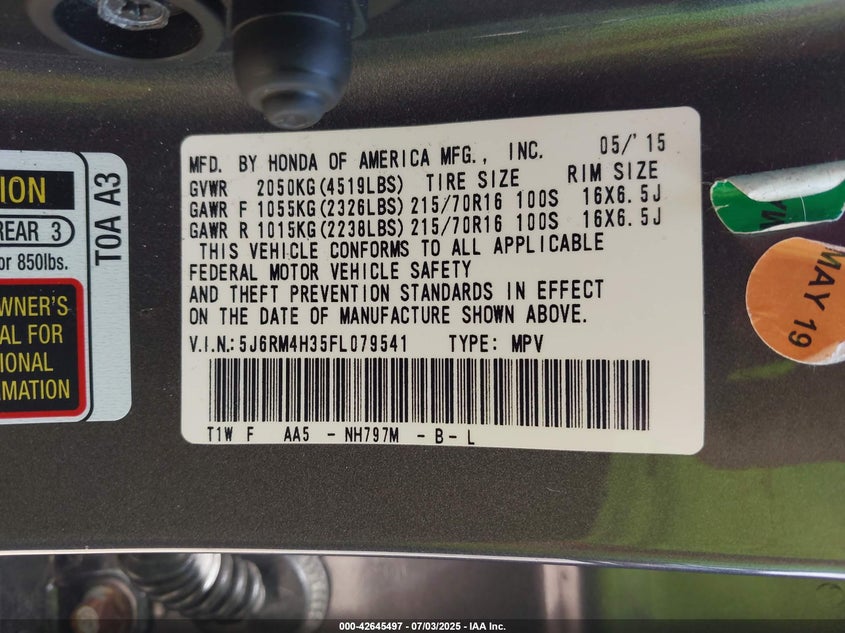 MFD. BY HONDA OF AMERICA MFG., INC. 05/'15
GVWR 2050KG(4519LBS) TIRE SIZE RIM SIZE
GAWR F 1055KG(2326LBS) 215/70R16 100S 16X6.5J
GAWR R 1015KG(2238LBS) 215/70R16 100S 16X6.5J
THIS VEHICLE CONFORMS TO ALL APPLICABLE
FEDERAL MOTOR VEHICLE SAFETY
AND THEFT PREVENTION STANDARDS IN EFFECT
ON THE DATE OF MANUFACTURE SHOWN ABOVE.
V.I.N.: 5J6RM4H35FL079541 TYPE: MPV
T1W F AA5 - NH797M - B - L
ION
REAR 3
or 850lbs.
WNER'S
AL FOR
IONAL
RMATION
T0A A3
MAY 19
000-42645497 - 07/03/2025 - IAA Inc.